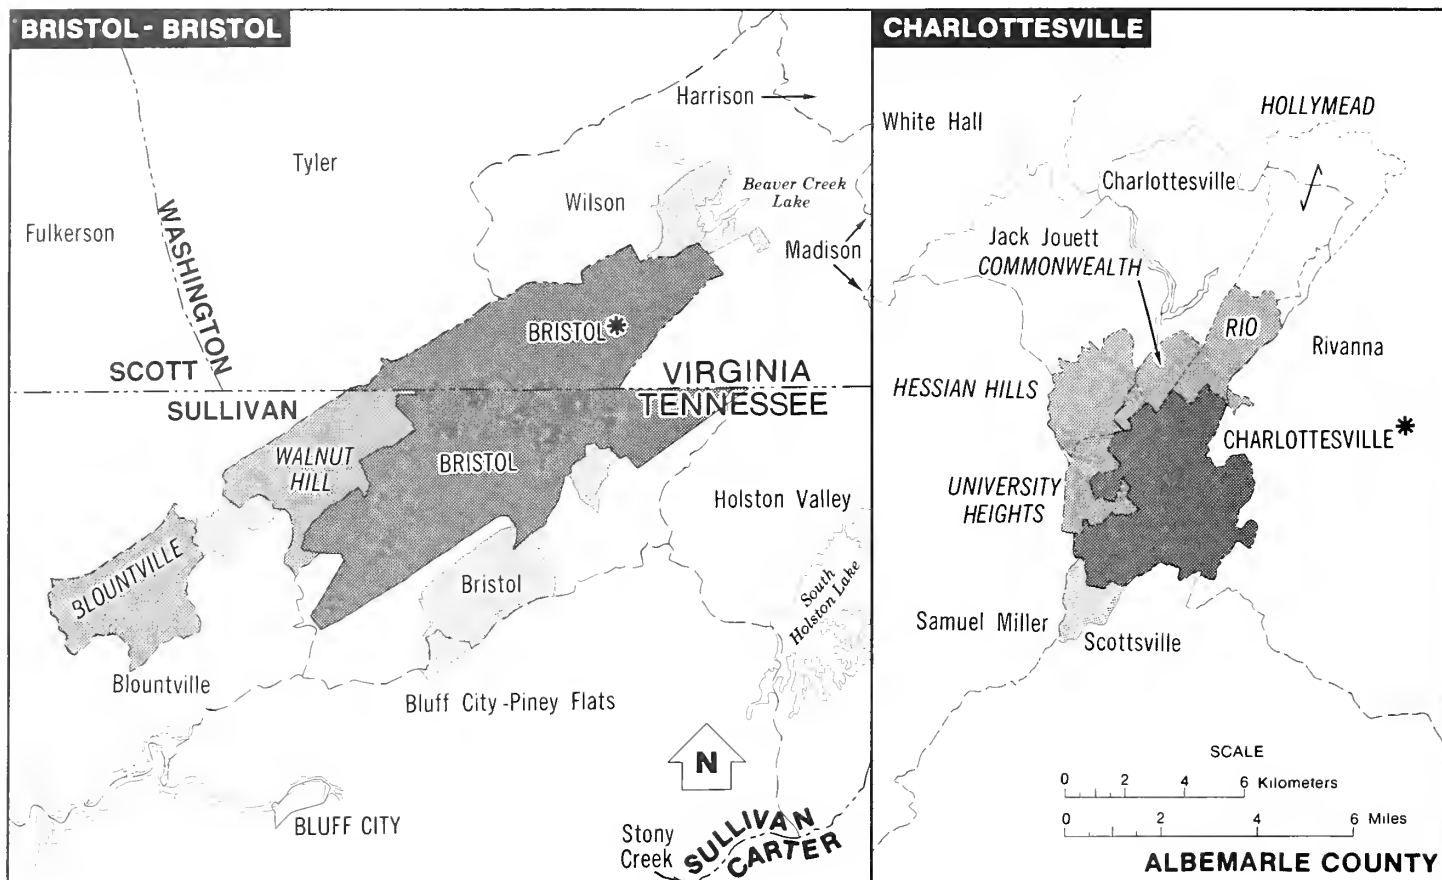 BRISTOL - BRISTOL
Harrison
Tyler
Wilson
Beaver Creek
Lake
Fulkerson
WASHINGTON
Madison
BRISTOL*
SCOTT
VIRGINIA
SULLIVAN
TENNESSEE
WALNUT
HILL
BRISTOL
Holston Valley
BLOUNTVILLE
Bristol
South
Holston Lake
Blountville
Bluff City - Piney Flats
N
BLUFF CITY
Stony
Creek
SULLIVAN
CARTER
CHARLOTTESVILLE
HOLLYMEAD
White Hall
Charlottesville
Jack Jouett
COMMONWEALTH
RIO
Rivanna
HESSIAN HILLS
CHARLOTTESVILLE*
UNIVERSITY
HEIGHTS
Samuel Miller
Scottsville
SCALE
0 2 4 6 Kilometers
0 2 4 6 Miles
ALBEMARLE COUNTY